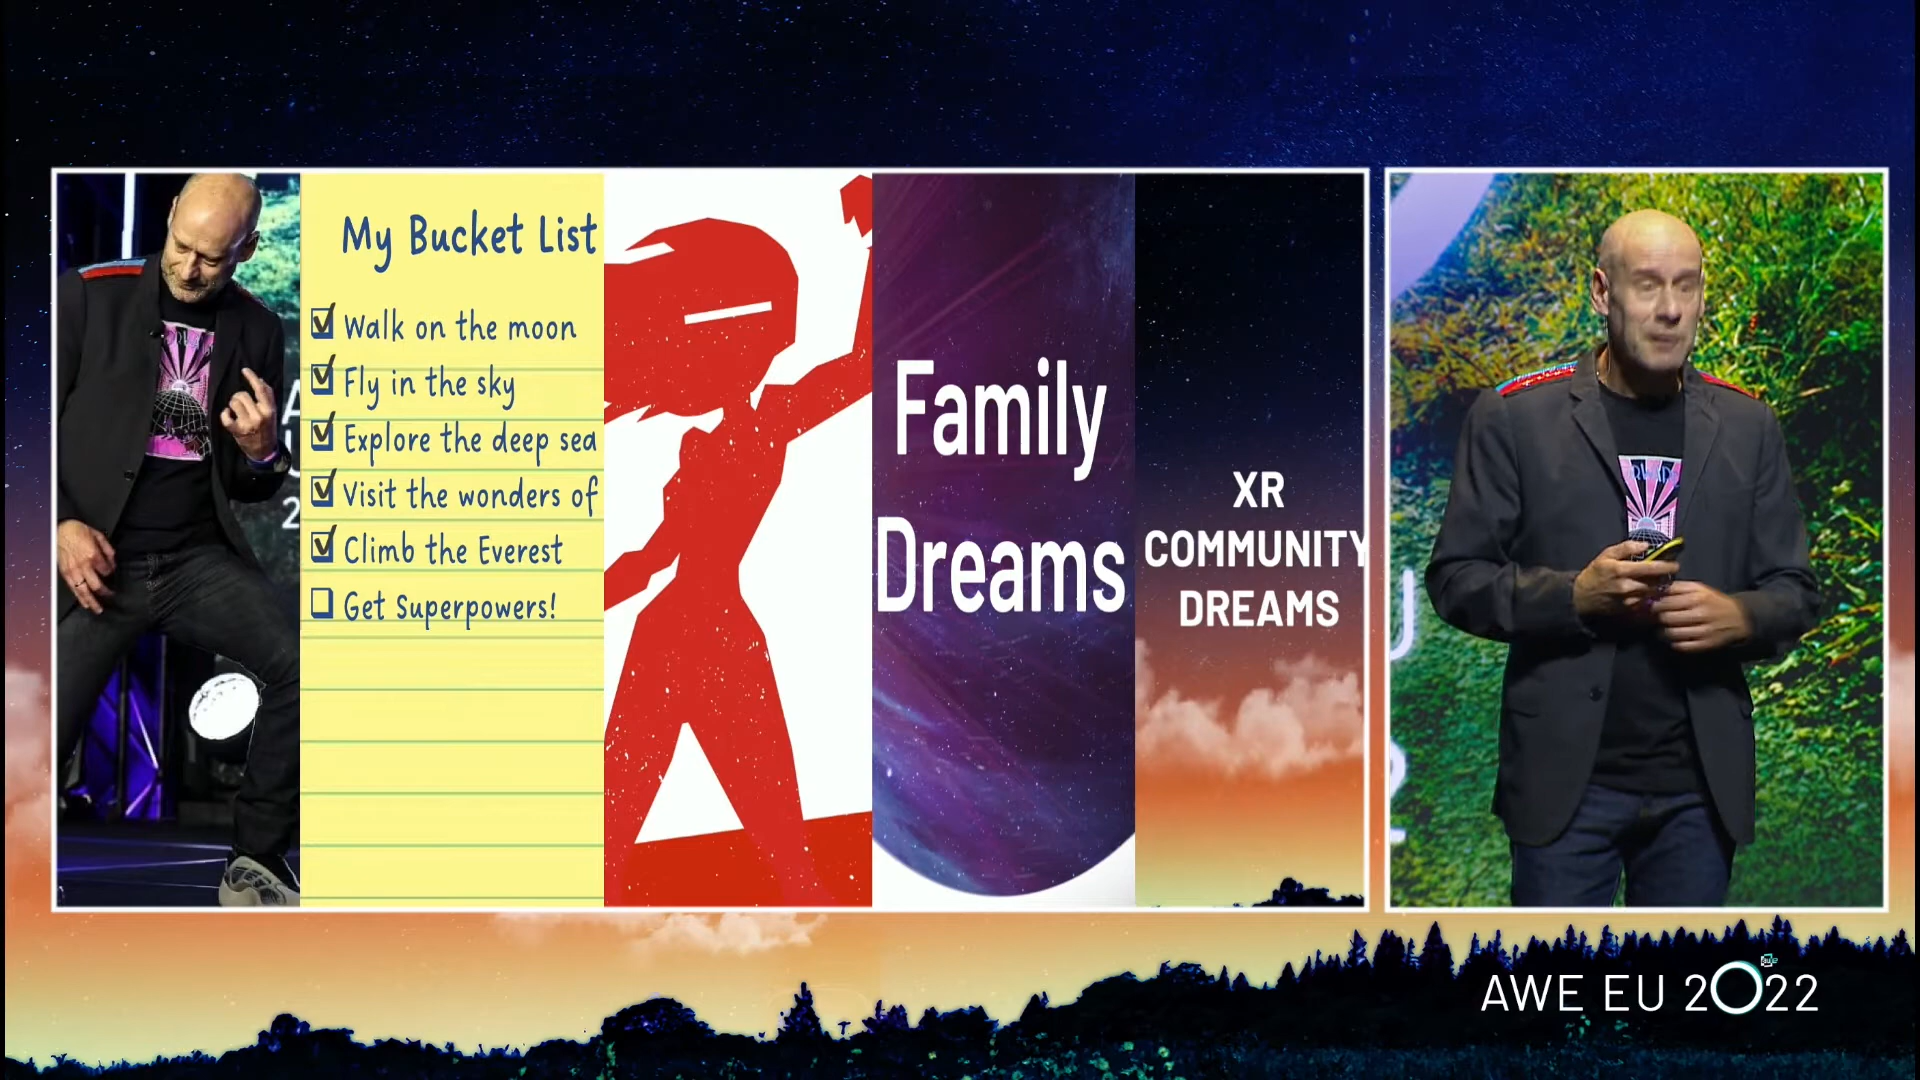 My Bucket List
Walk on the moon
Fly in the sky
Explore the deep sea
Visit the wonders of
Climb the Everest
Get Superpowers!
Family
Dreams
XR
COMMUNITY
DREAMS
AWE EU 2022